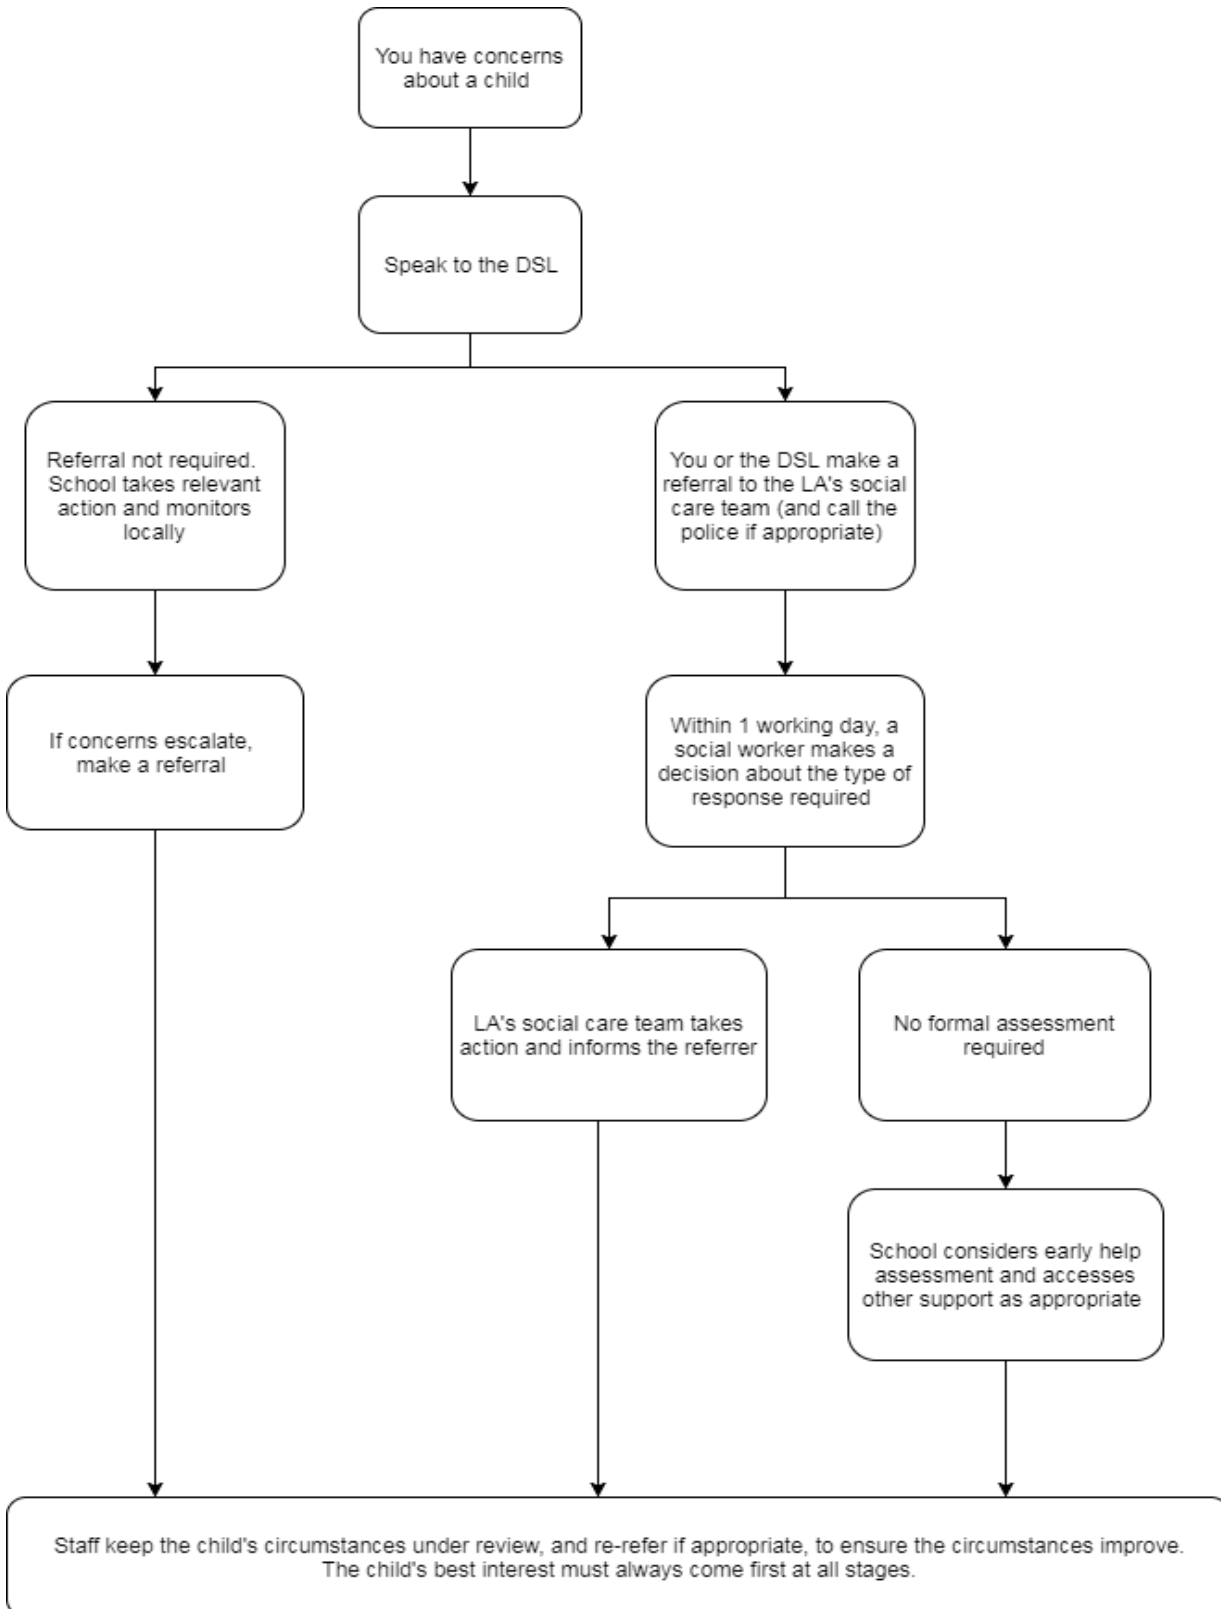 You have concerns
about a child
Speak to the DSL
Referral not required.
School takes relevant
action and monitors
locally
You or the DSL make a
referral to the LA's social
care team (and call the
police if appropriate)
If concerns escalate,
make a referral
Within 1 working day, a
social worker makes a
decision about the type of
response required
LA's social care team takes
action and informs the referrer
No formal assessment
required
School considers early help
assessment and accesses
other support as appropriate
Staff keep the child's circumstances under review, and re-refer if appropriate, to ensure the circumstances improve.
The child's best interest must always come first at all stages.